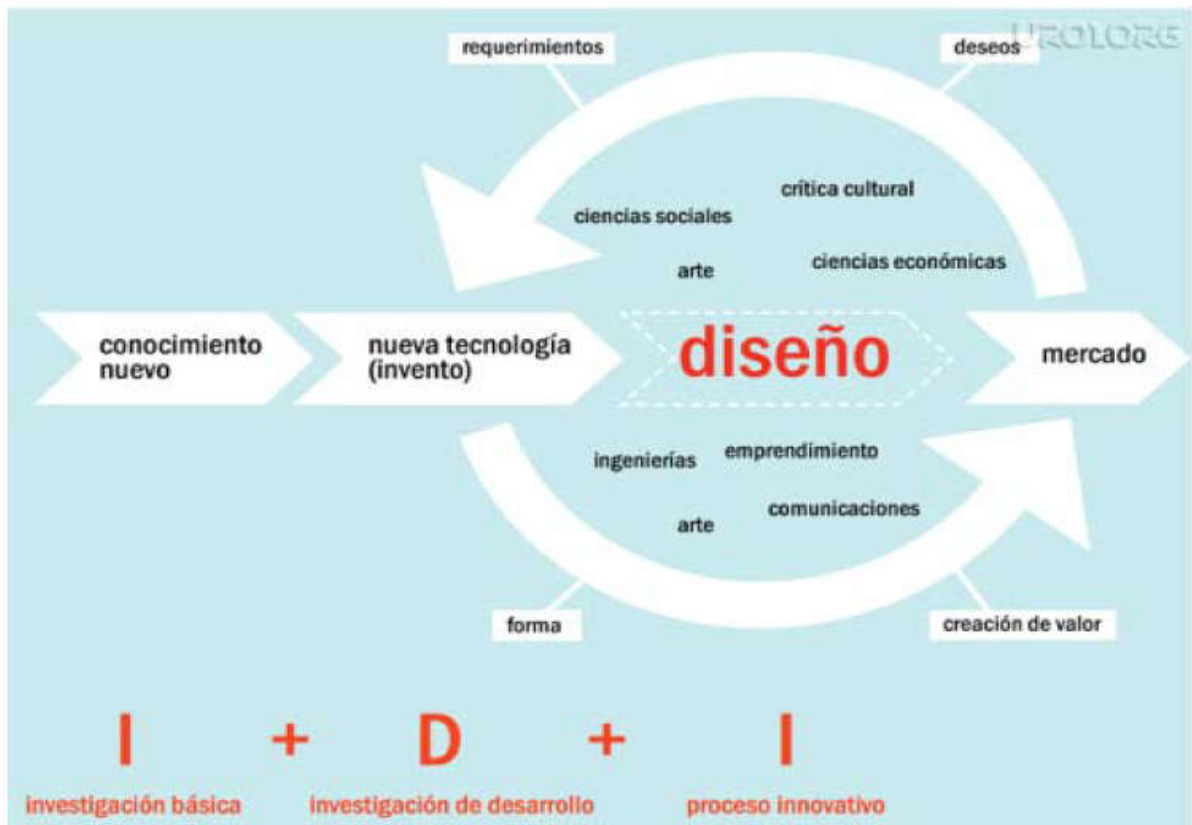 UROLORG
requerimientos
deseos
crítica cultural
ciencias sociales
arte
ciencias económicas
conocimiento
nuevo
nueva tecnología
(invento)
diseño
mercado
ingenierías
emprendimiento
arte
comunicaciones
forma
creación de valor
I + D + I
investigación básica
investigación de desarrollo
proceso innovativo